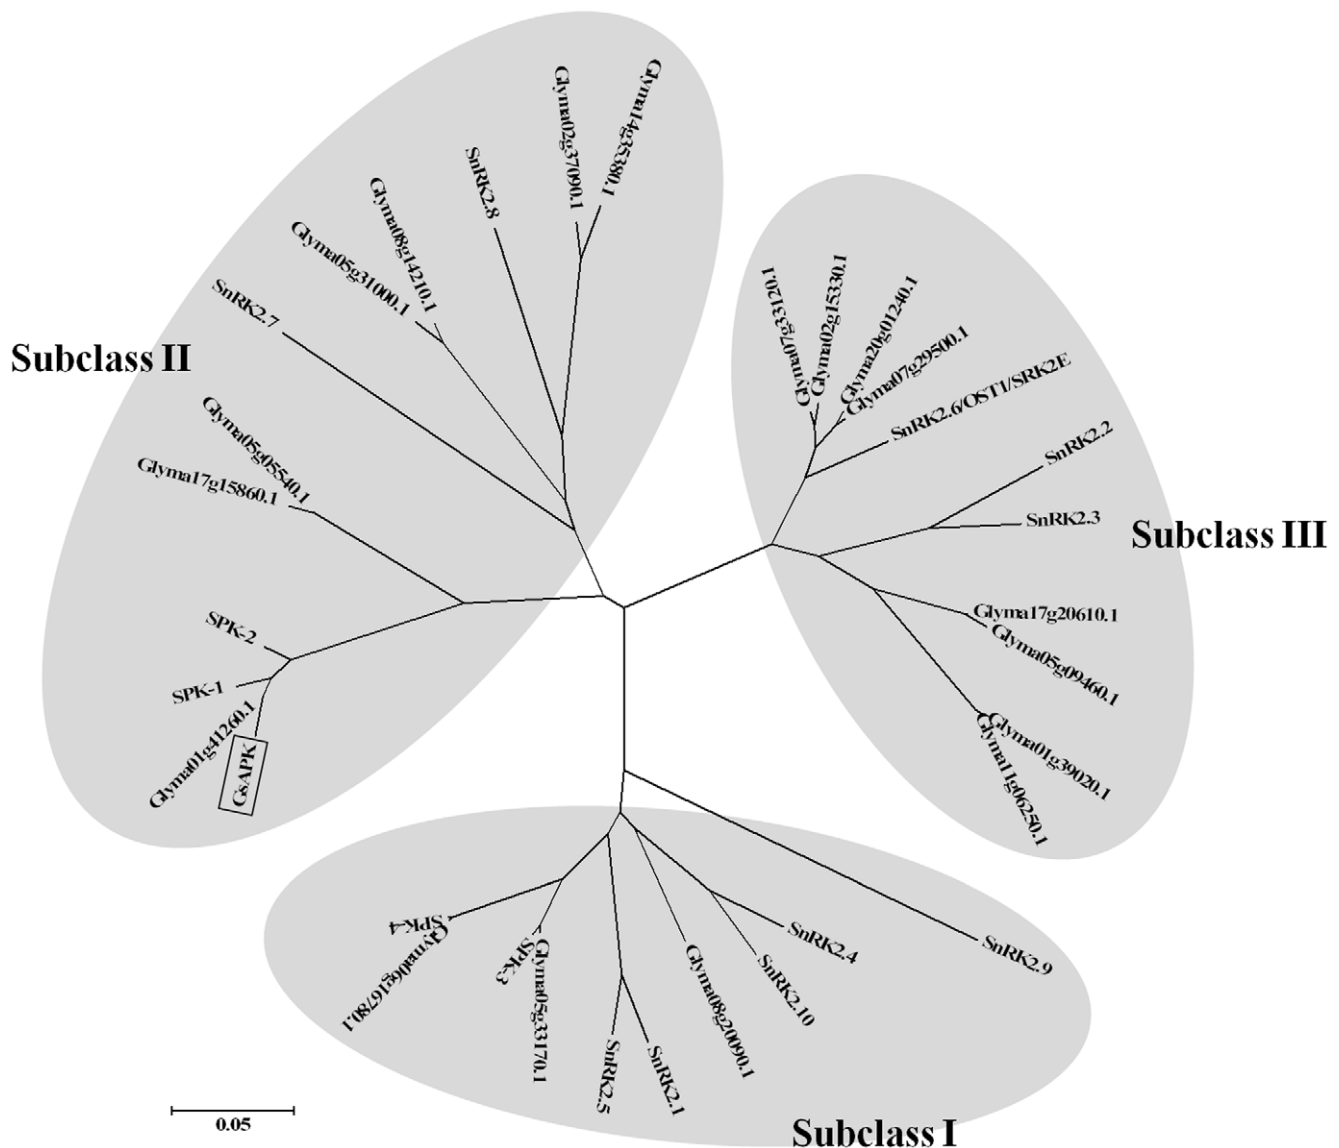 Subclass II
Glyma14g35380.1
Glyma02g37090.1
SnRK2.8
Glyma08g14210.1
Glyma05g31000.1
SnRK2.7
Glyma05g05540.1
Glyma17g15860.1
SPK-2
SPK-1
Glyma01g41260.1
GsAPK
Subclass III
Glyma07g33120.1
Glyma02g15330.1
Glyma20g01240.1
Glyma07g29500.1
SnRK2.6/OST1/SRK2E
SnRK2.2
SnRK2.3
Glyma17g20610.1
Glyma05g09460.1
Glyma01g39020.1
Glyma11g06250.1
SnRK2.9
SnRK2.4
SnRK2.10
Glyma08g20090.1
SnRK2.1
SnRK2.5
Glyma05g33170.1
SPK-3
Glyma06g16780.1
SPK-4
Subclass I
0.05